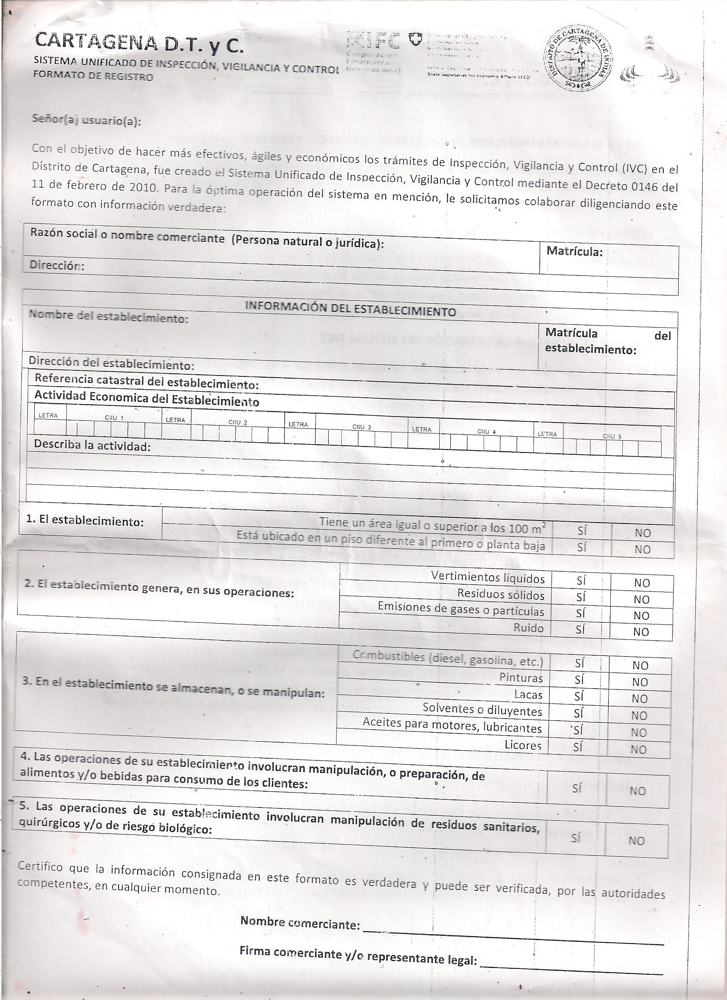 CARTAGENA D.T. y C.
SISTEMA UNIFICADO DE INSPECCIÓN, VIGILANCIA Y CONTROL
FORMATO DE REGISTRO
IFC
Corporación
Financiera
Internacional
State Secretariat for Economic Affairs SECO
DISTRITO DE CARTAGENA DE INDIAS
Señor(a) usuario(a):
Con el objetivo de hacer más efectivos, ágiles y económicos los trámites de Inspección, Vigilancia y Control (IVC) en el
Distrito de Cartagena, fue creado el Sistema Unificado de Inspección, Vigilancia y Control mediante el Decreto 0146 del
11 de febrero de 2010. Para la óptima operación del sistema en mención, le solicitamos colaborar diligenciando este
formato con información verdadera:
Razón social o nombre comerciante (Persona natural o jurídica):
Matrícula:
Dirección:
INFORMACIÓN DEL ESTABLECIMIENTO
Nombre del establecimiento:
Matrícula del
establecimiento:
Dirección del establecimiento:
Referencia catastral del establecimiento:
Actividad Economica del Establecimiento
LETRA CIIU 1 LETRA CIIU 2 LETRA CIIU 3 LETRA CIIU 4 LETRA CIIU 5
Describa la actividad:
1. El establecimiento:
Tiene un área igual o superior a los 100 m² SÍ NO
Está ubicado en un piso diferente al primero o planta baja SÍ NO
2. El establecimiento genera, en sus operaciones:
Vertimientos líquidos SÍ NO
Residuos sólidos SÍ NO
Emisiones de gases o partículas SÍ NO
Ruido SÍ NO
3. En el establecimiento se almacenan, o se manipulan:
Combustibles (diesel, gasolina, etc.) SÍ NO
Pinturas SÍ NO
Lacas SÍ NO
Solventes o diluyentes SÍ NO
Aceites para motores, lubricantes SÍ NO
Licores SÍ NO
4. Las operaciones de su establecimiento involucran manipulación, o preparación, de
alimentos y/o bebidas para consumo de los clientes: SÍ NO
5. Las operaciones de su establecimiento involucran manipulación de residuos sanitarios,
quirúrgicos y/o de riesgo biológico: SÍ NO
Certifico que la información consignada en este formato es verdadera y puede ser verificada, por las autoridades
competentes, en cualquier momento.
Nombre comerciante:
Firma comerciante y/o representante legal: